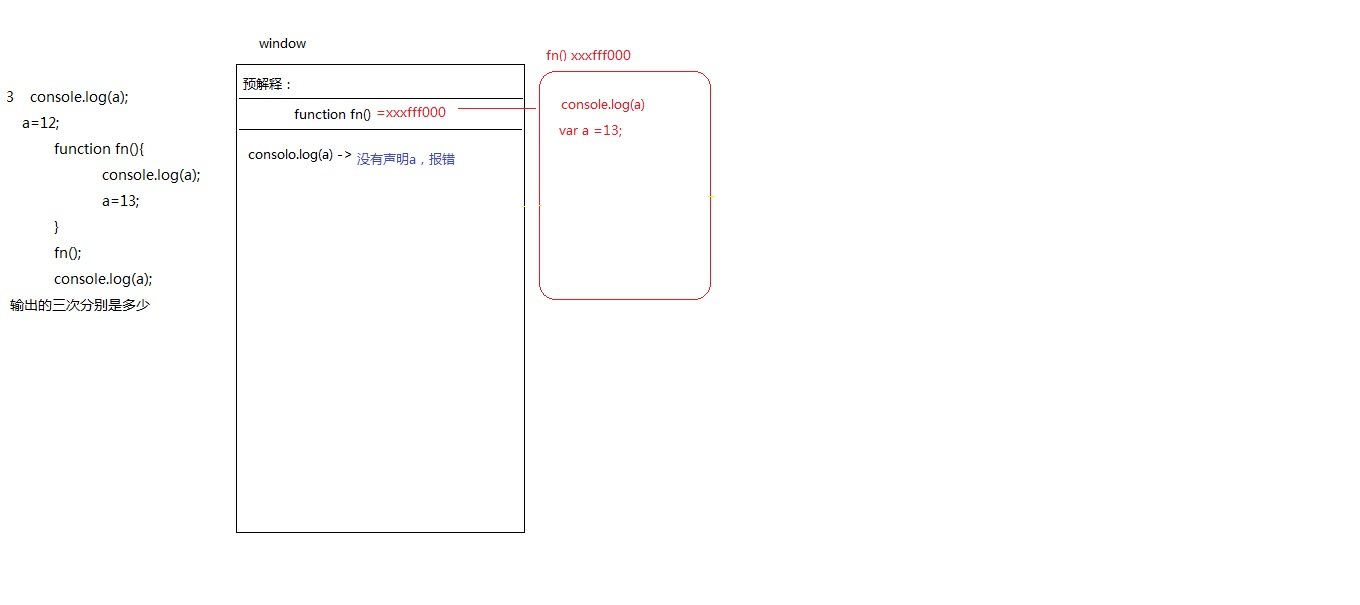 3 console.log(a);
a=12;
function fn(){
console.log(a);
a=13;
}
fn();
console.log(a);
输出的三次分别是多少
window
预解释：
function fn() =xxxfff000
consolo.log(a) -> 没有声明a，报错
fn() xxxfff000
console.log(a)
var a =13;